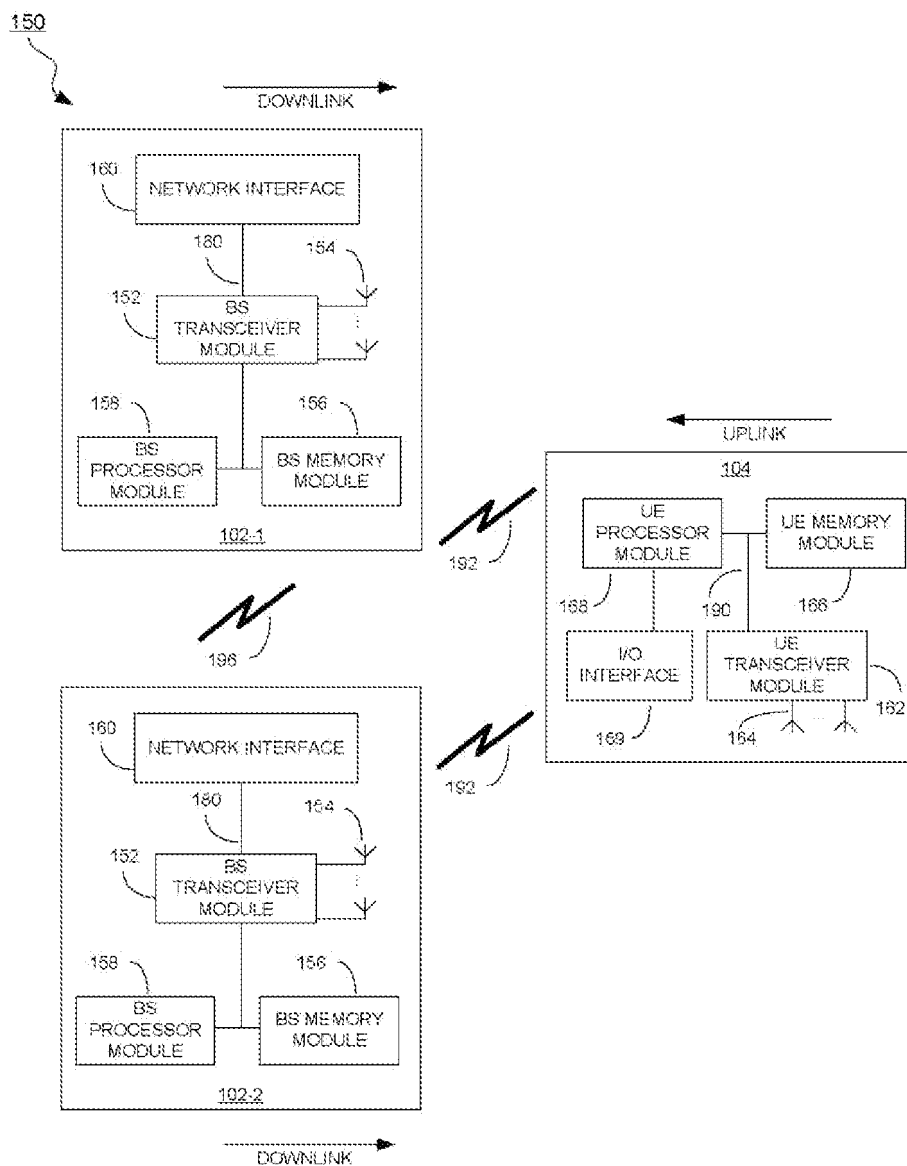 150
DOWNLINK
160
NETWORK INTERFACE
180
154
152
BS
TRANSCEIVER
MODULE
158
156
BS
PROCESSOR
MODULE
BS MEMORY
MODULE
102-1
UPLINK
104
UE
PROCESSOR
MODULE
UE MEMORY
MODULE
192
168
190
166
196
I/O
INTERFACE
UE
TRANSCEIVER
MODULE
162
169
164
192
160
NETWORK INTERFACE
180
154
152
BS
TRANSCEIVER
MODULE
158
156
BS
PROCESSOR
MODULE
BS MEMORY
MODULE
102-2
DOWNLINK